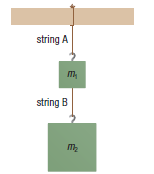 string A
m₁
string B
m₂